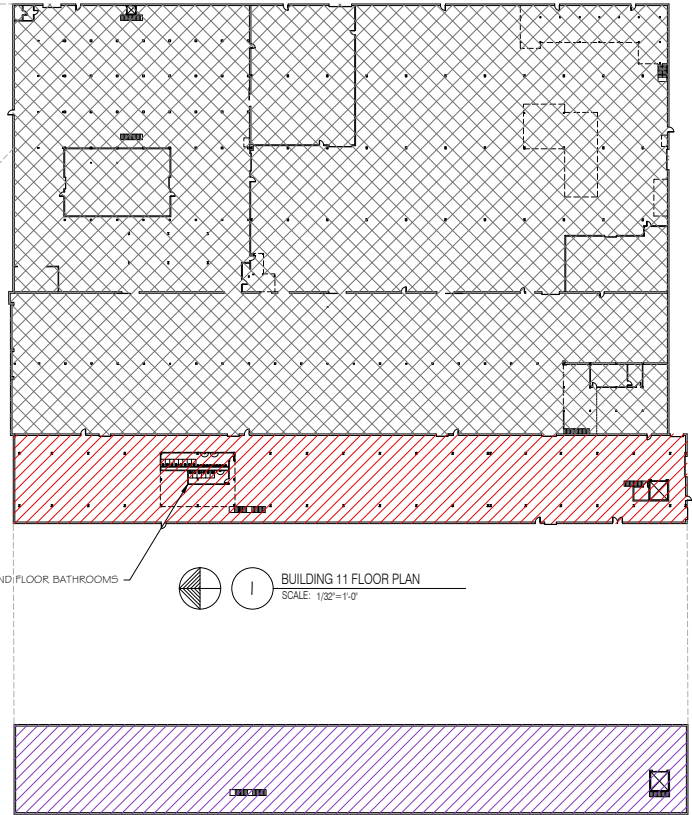 ND FLOOR BATHROOMS
1
BUILDING 11 FLOOR PLAN
SCALE: 1/32"=1'-0"